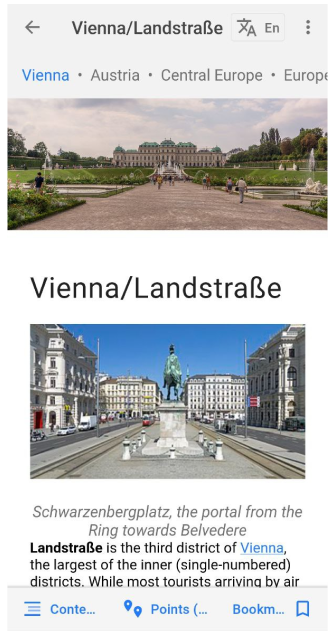 Vienna/Landstraße En
Vienna • Austria • Central Europe • Europe
Vienna/Landstraße
Schwarzenbergplatz, the portal from the
Ring towards Belvedere
Landstraße is the third district of Vienna,
the largest of the inner (single-numbered)
districts. While most tourists arriving by air
Conte... Points (... Bookm...